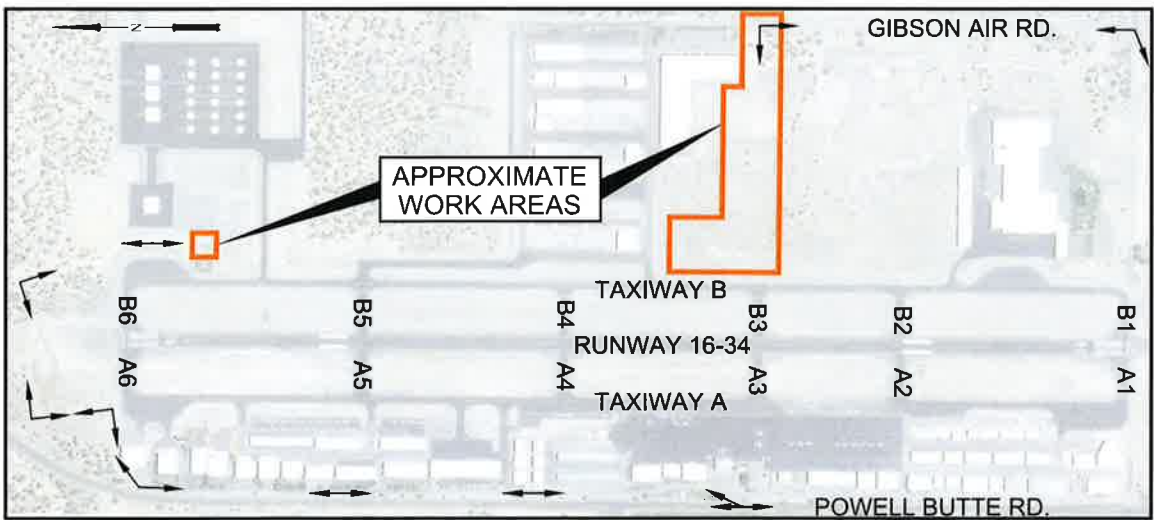 N
GIBSON AIR RD.
APPROXIMATE
WORK AREAS
TAXIWAY B
B6
B5
B4
B3
B2
B1
RUNWAY 16-34
A6
A5
A4
A3
A2
A1
TAXIWAY A
POWELL BUTTE RD.